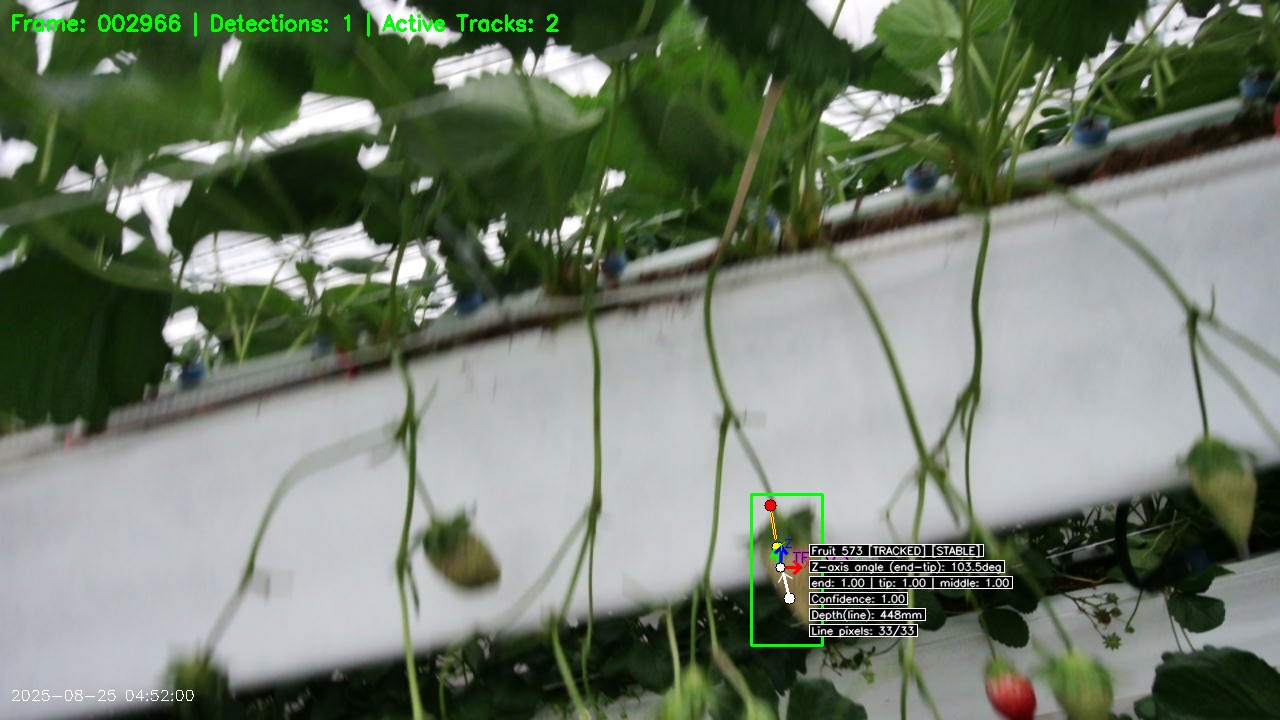 Frame: 002966 | Detections: 1 | Active Tracks: 2
Z
Fruit 573 [TRACKED] [STABLE]
Z-axis angle (end-tip): 103.5deg
end: 1.00 | tip: 1.00 | middle: 1.00
Confidence: 1.00
Depth(line): 448mm
Line pixels: 33/33
2025-08-25 04:52:00